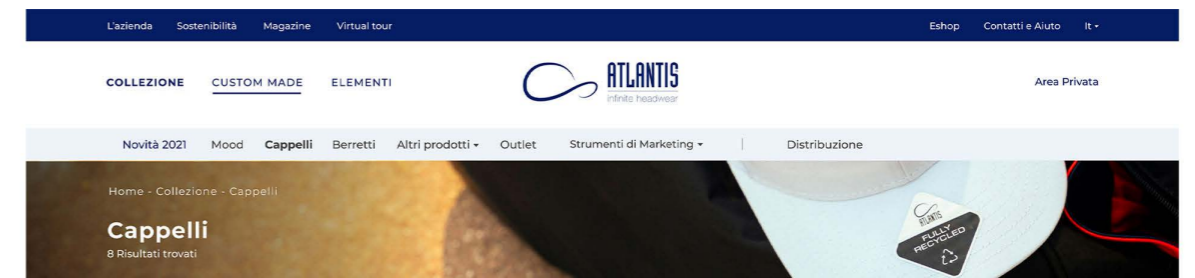 L'azienda Sostenibilità Magazine Virtual tour Eshop Contatti e Aiuto It
COLLEZIONE CUSTOM MADE ELEMENTI ATLANTIS Area Privata
infinite headwear
Novità 2021 Mood Cappelli Berretti Altri prodotti Outlet Strumenti di Marketing | Distribuzione
Home - Collezione - Cappelli
Cappelli
8 Risultati trovati
ATLANTIS
FULLY
RECYCLED